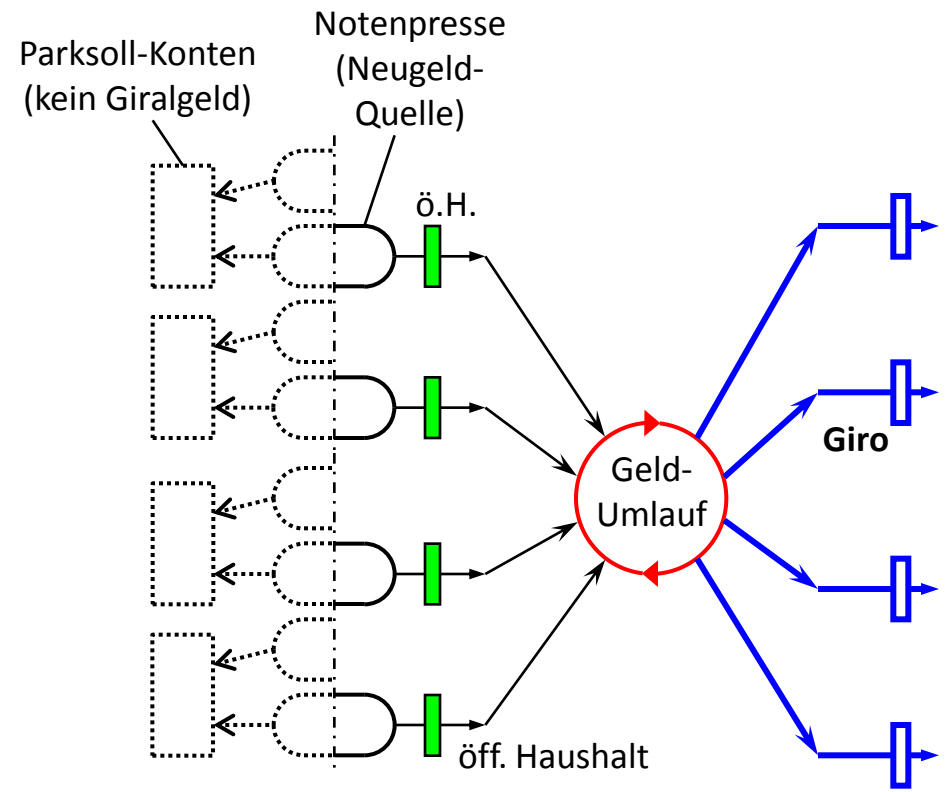 Parksoll-Konten
(kein Giralgeld)
Notenpresse
(Neugeld-
Quelle)
ö.H.
Geld-
Umlauf
Giro
öff. Haushalt